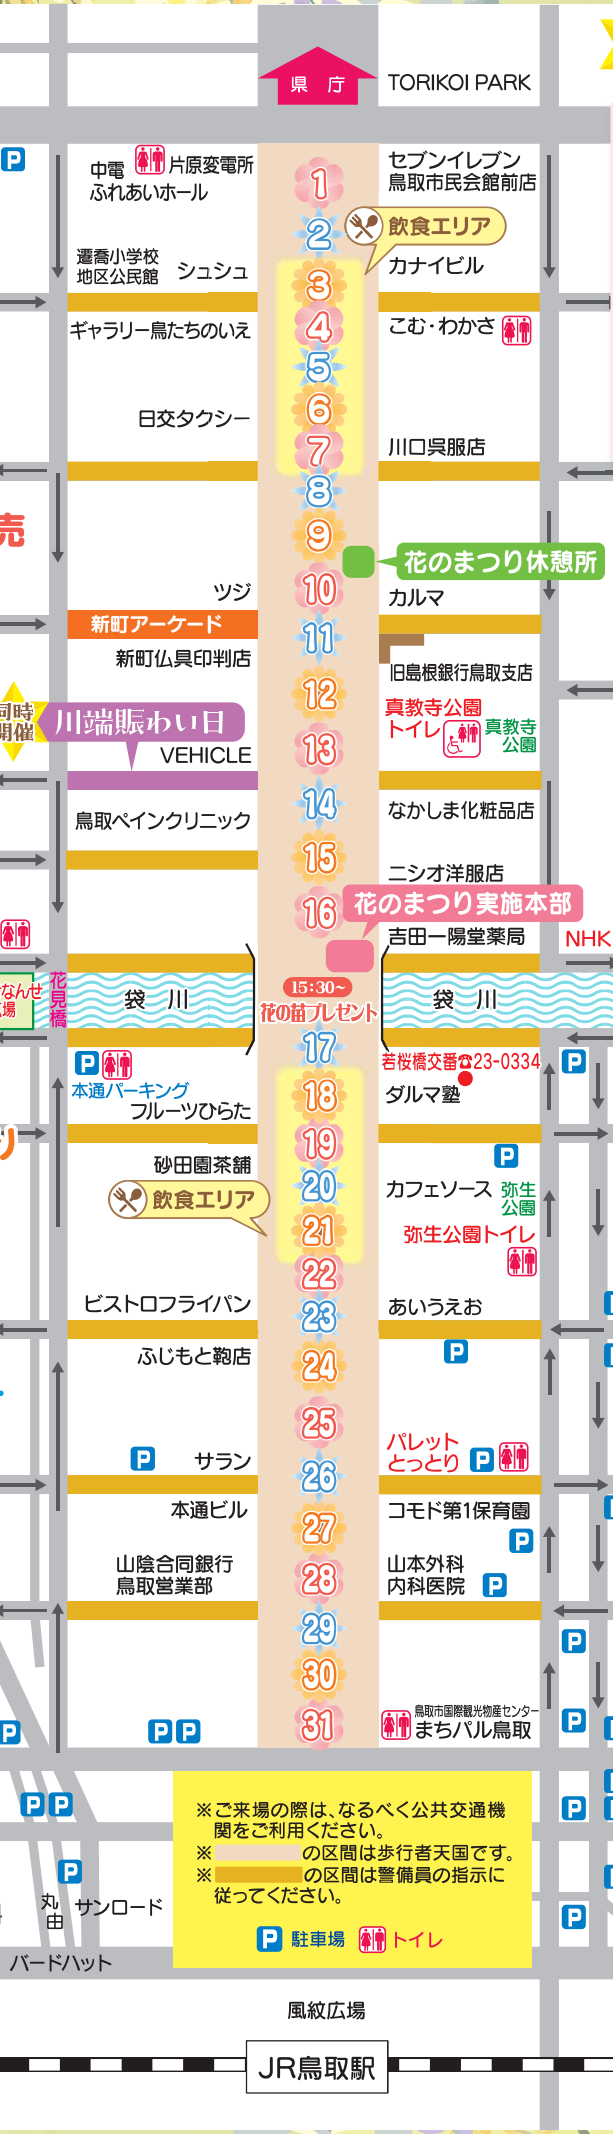 県 庁
TORIKOI PARK
P
中電
ふれあいホール
片原変電所
セブンイレブン
鳥取市民会館前店
1
2
飲食エリア
遷喬小学校
地区公民館
シュシュ
カナイビル
3
ギャラリー鳥たちのいえ
4
こむ・わかさ
5
日交タクシー
6
7
川口呉服店
8
売
9
花のまつり休憩所
ツジ
10
カルマ
新町アーケード
11
新町仏具印判店
旧島根銀行鳥取支店
12
真教寺公園
トイレ
真教寺
公園
同時
開催
川端賑わい日
VEHICLE
13
14
鳥取ペインクリニック
なかしま化粧品店
15
ニシオ洋服店
16
花のまつり実施本部
吉田一陽堂薬局
NHK
なんせ
広場
花見橋
袋 川
15:30~
花の苗プレゼント
袋 川
17
P
本通パーキング
フルーツひらた
若桜橋交番☎23-0334
P
ダルマ塾
18
り
19
砂田園茶舗
P
20
カフェソース
弥生
公園
飲食エリア
21
弥生公園トイレ
22
ビストロフライパン
23
あいうえお
ふじもと鞄店
24
P
25
パレット
とっとり
P
P
サラン
26
本通ビル
27
コモド第1保育園
P
山陰合同銀行
鳥取営業部
28
山本外科
内科医院
P
29
P
30
31
鳥取市国際観光物産センター
まちパル鳥取
P
P
P P
P P
P
P
P
丸
由
サンロード
バードハット
※ご来場の際は、なるべく公共交通機
関をご利用ください。
※ の区間は歩行者天国です。
※ の区間は警備員の指示に
従ってください。
P 駐車場 トイレ
風紋広場
JR鳥取駅